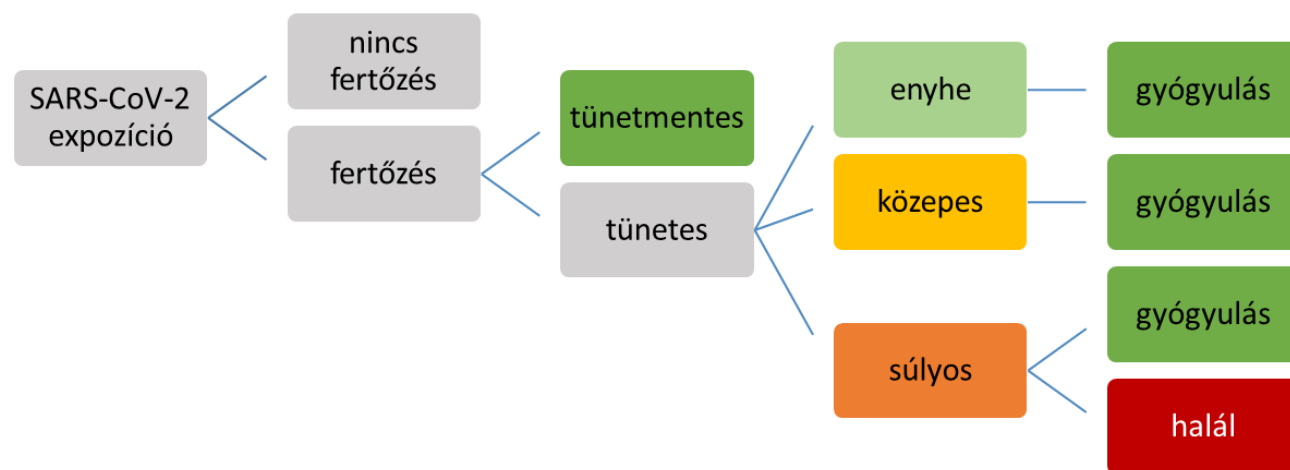 SARS-CoV-2
expozíció
nincs
fertőzés
fertőzés
tünetmentes
tünetes
enyhe
közepes
súlyos
gyógyulás
gyógyulás
gyógyulás
halál